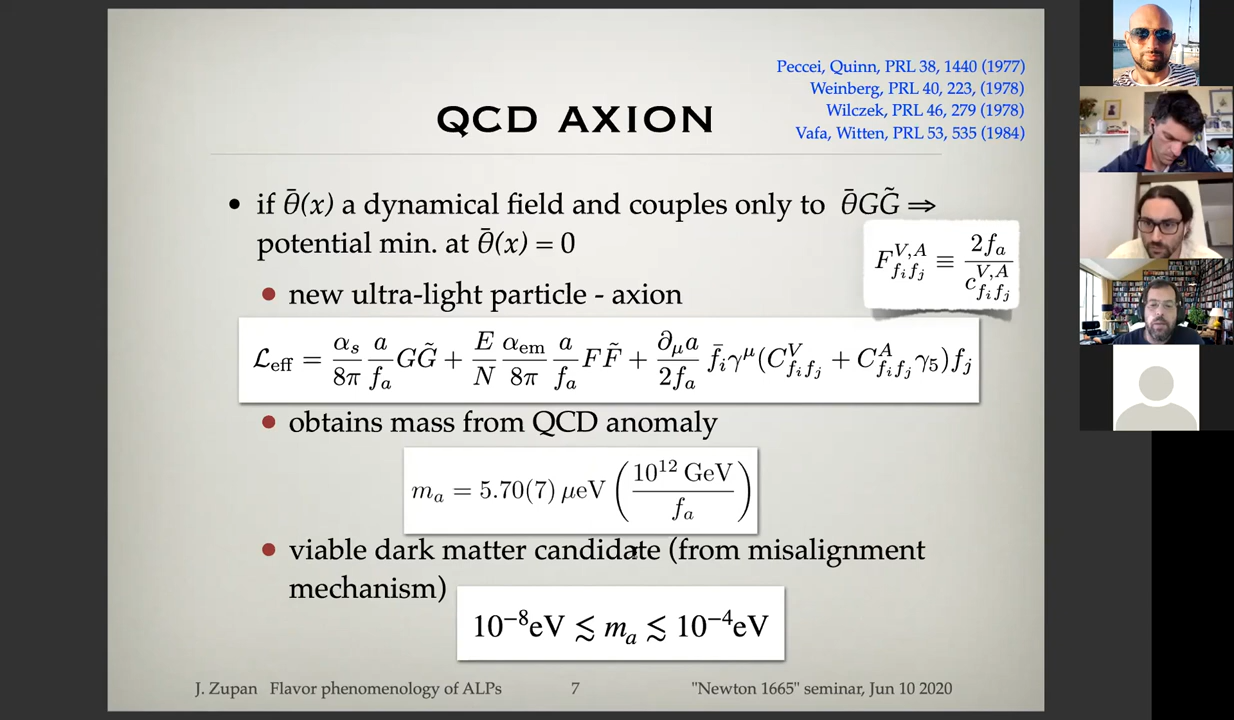 Peccei, Quinn, PRL 38, 1440 (1977)
Weinberg, PRL 40, 223, (1978)
Wilczek, PRL 46, 279 (1978)
Vafa, Witten, PRL 53, 535 (1984)
QCD AXION
• if θ̄(x) a dynamical field and couples only to θ̄GG̃ ⇒
potential min. at θ̄(x) = 0
F^{V,A}_{f_i f_j} ≡ 2f_a / c^{V,A}_{f_i f_j}
• new ultra-light particle - axion
ℒ_eff = α_s/8π a/f_a GG̃ + E/N α_em/8π a/f_a FF̃ + ∂_μa/2f_a f̄_iγ^μ(C^V_{f_i f_j} + C^A_{f_i f_j}γ_5)f_j
• obtains mass from QCD anomaly
m_a = 5.70(7) μeV (10^12 GeV / f_a)
• viable dark matter candidate (from misalignment
mechanism)
10^−8eV ≲ m_a ≲ 10^−4eV
J. Zupan Flavor phenomenology of ALPs 7 "Newton 1665" seminar, Jun 10 2020